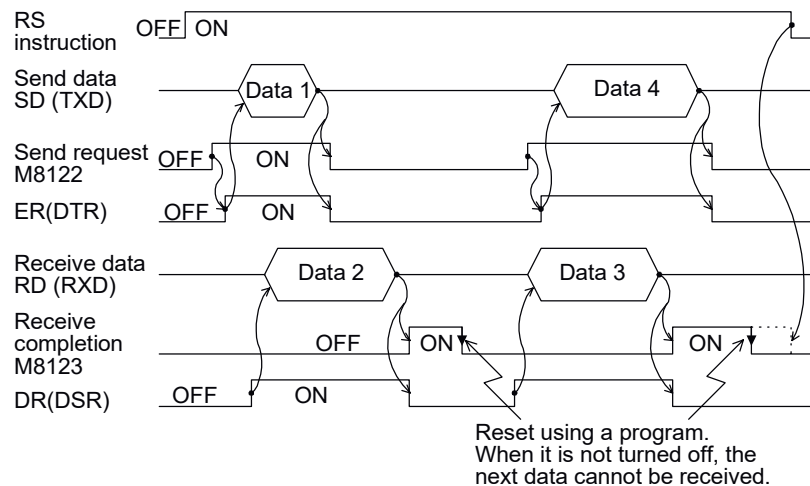 RS
instruction
OFF ON
Send data
SD (TXD)
Data 1
Data 4
Send request
M8122
OFF ON
ER(DTR)
OFF ON
Receive data
RD (RXD)
Data 2
Data 3
Receive
completion
M8123
OFF ON ON
DR(DSR)
OFF ON
Reset using a program.
When it is not turned off, the
next data cannot be received.